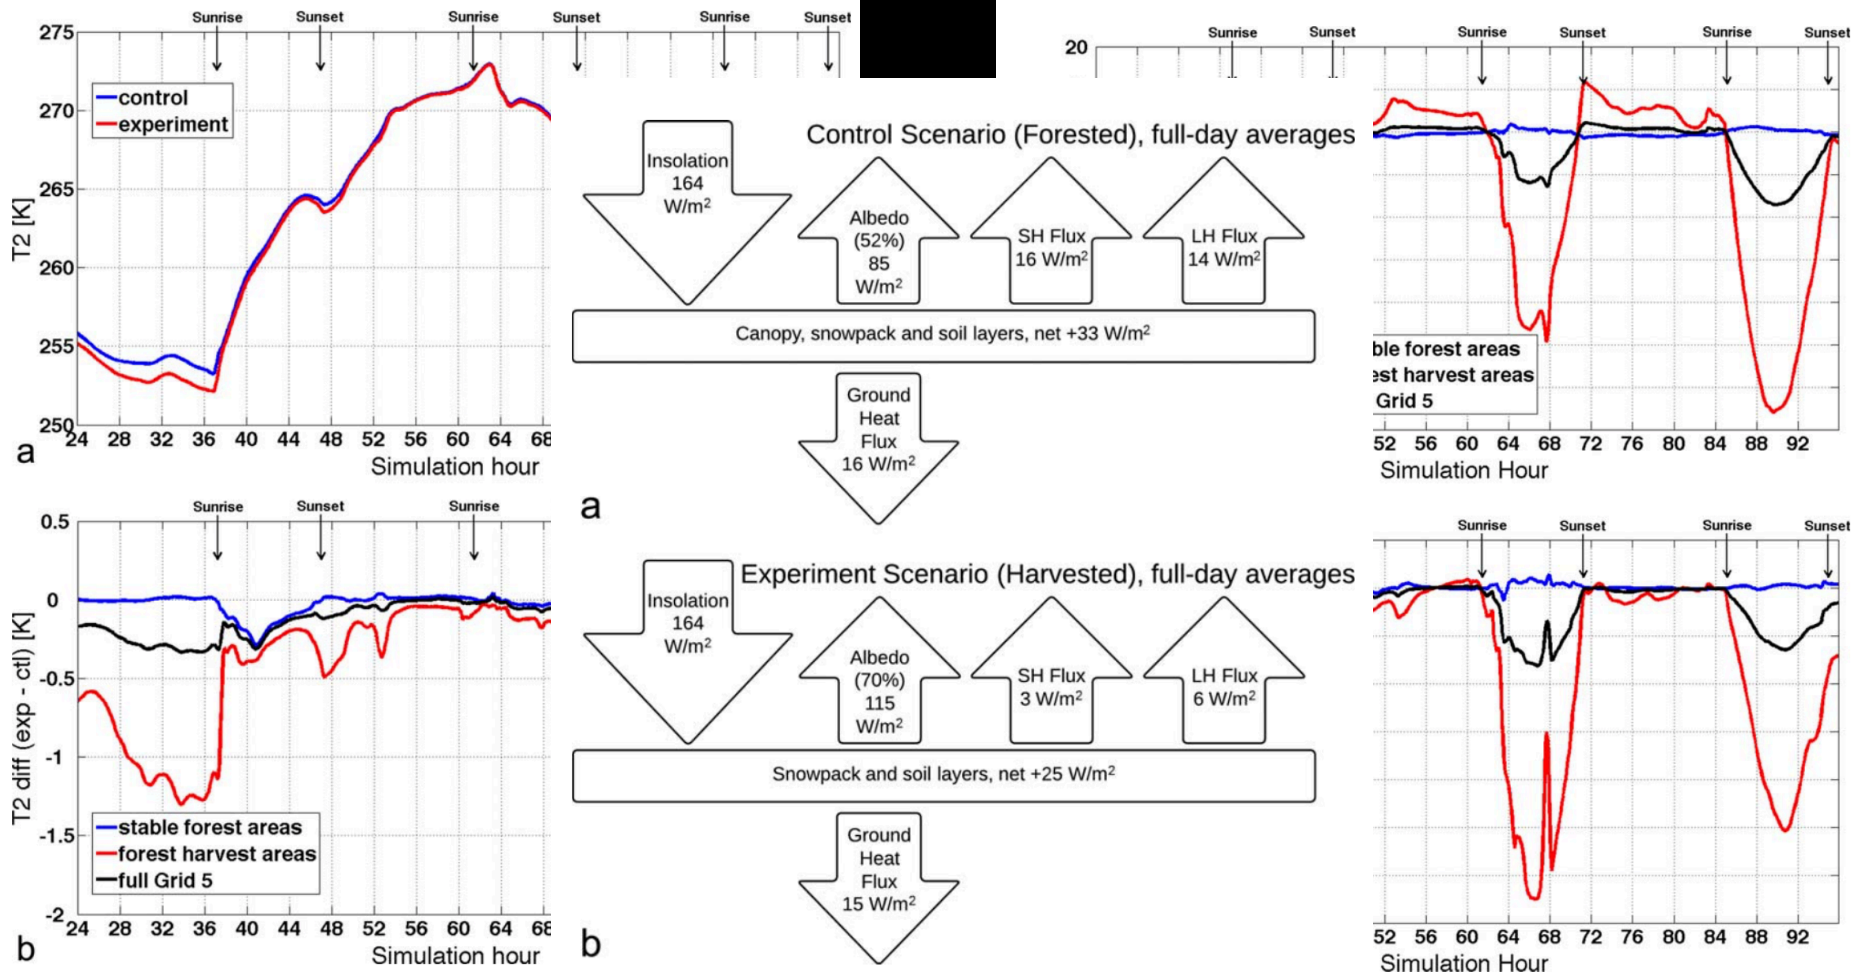 Sunrise Sunset Sunrise Sunset Sunrise Sunset
275
270
265
260
255
250
T2 [K]
control
experiment
24 28 32 36 40 44 48 52 56 60 64 68
Simulation hour
a
Sunrise Sunset Sunrise
0.5
0
-0.5
-1
-1.5
-2
T2 diff (exp - ctl) [K]
stable forest areas
forest harvest areas
full Grid 5
24 28 32 36 40 44 48 52 56 60 64 68
Simulation hour
b
Control Scenario (Forested), full-day averages
Insolation
164
W/m²
Albedo
(52%)
85
W/m²
SH Flux
16 W/m²
LH Flux
14 W/m²
Canopy, snowpack and soil layers, net +33 W/m²
Ground
Heat
Flux
16 W/m²
a
Experiment Scenario (Harvested), full-day averages
Insolation
164
W/m²
Albedo
(70%)
115
W/m²
SH Flux
3 W/m²
LH Flux
6 W/m²
Snowpack and soil layers, net +25 W/m²
Ground
Heat
Flux
15 W/m²
b
Sunrise Sunset Sunrise Sunset Sunrise Sunset
20
ble forest areas
est harvest areas
Grid 5
52 56 60 64 68 72 76 80 84 88 92
Simulation Hour
Sunrise Sunset Sunrise Sunset
52 56 60 64 68 72 76 80 84 88 92
Simulation Hour